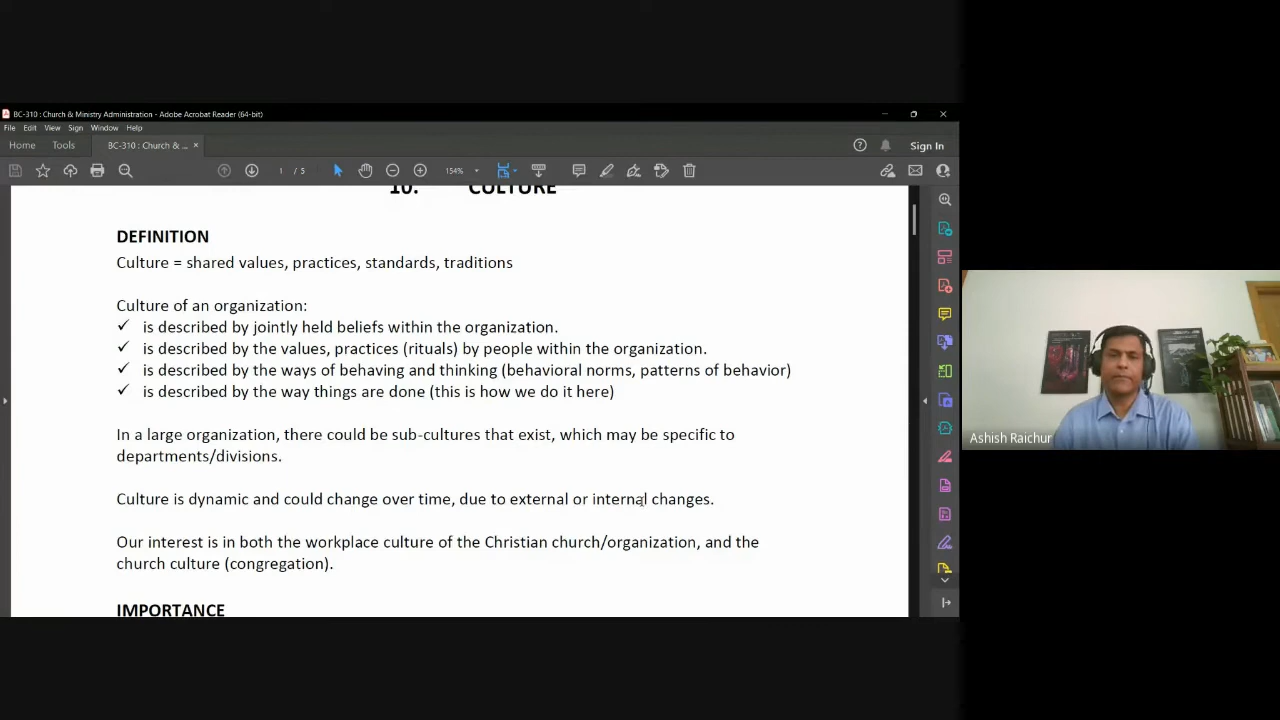 BC-310 : Church & Ministry Administration - Adobe Acrobat Reader (64-bit)
File Edit View Sign Window Help
Home Tools BC-310 : Church & ... × Sign In
1 / 5 154%
10. CULTURE
DEFINITION
Culture = shared values, practices, standards, traditions
Culture of an organization:
✓ is described by jointly held beliefs within the organization.
✓ is described by the values, practices (rituals) by people within the organization.
✓ is described by the ways of behaving and thinking (behavioral norms, patterns of behavior)
✓ is described by the way things are done (this is how we do it here)
In a large organization, there could be sub-cultures that exist, which may be specific to
departments/divisions.
Culture is dynamic and could change over time, due to external or internal changes.
Our interest is in both the workplace culture of the Christian church/organization, and the
church culture (congregation).
IMPORTANCE
Ashish Raichur